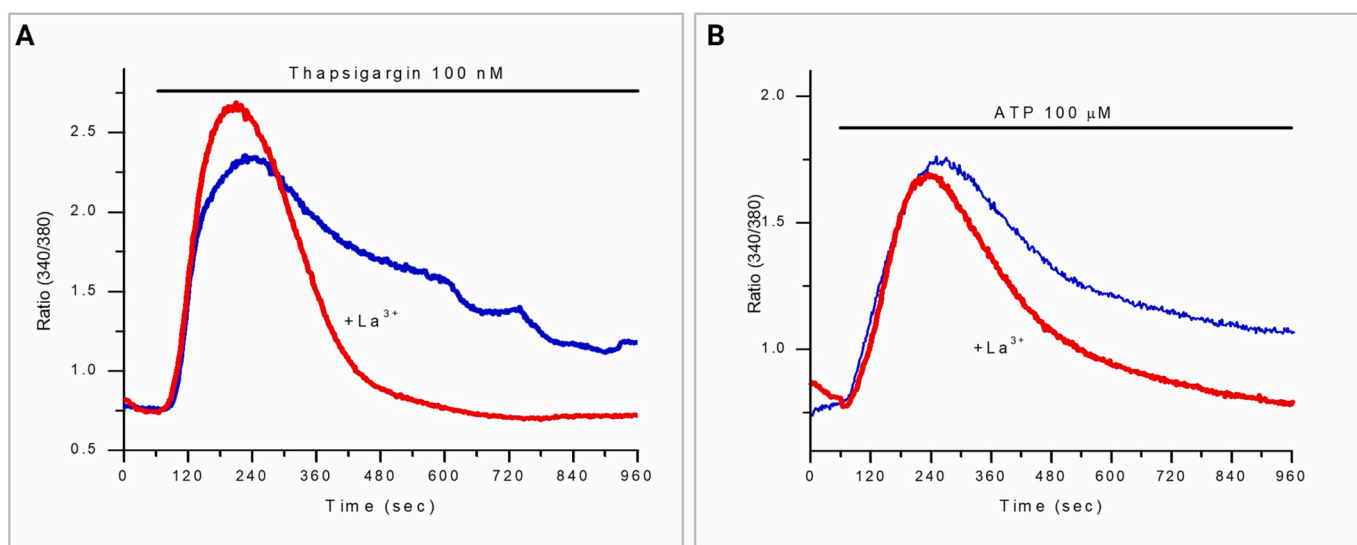 A
Thapsigargin 100 nM
Ratio (340/380)
2.5
2.0
1.5
1.0
0.5
+La³⁺
0 120 240 360 480 600 720 840 960
Time (sec)
B
ATP 100 μM
Ratio (340/380)
2.0
1.5
1.0
+La³⁺
0 120 240 360 480 600 720 840 960
Time (sec)